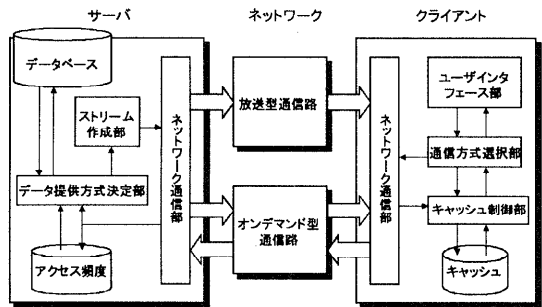 サーバ
ネットワーク
クライアント
データベース
ストリーム
作成部
データ提供方式決定部
アクセス頻度
ネットワーク通信部
放送型通信路
オンデマンド型
通信路
ネットワーク通信部
ユーザインタ
フェース部
通信方式選択部
キャッシュ制御部
キャッシュ